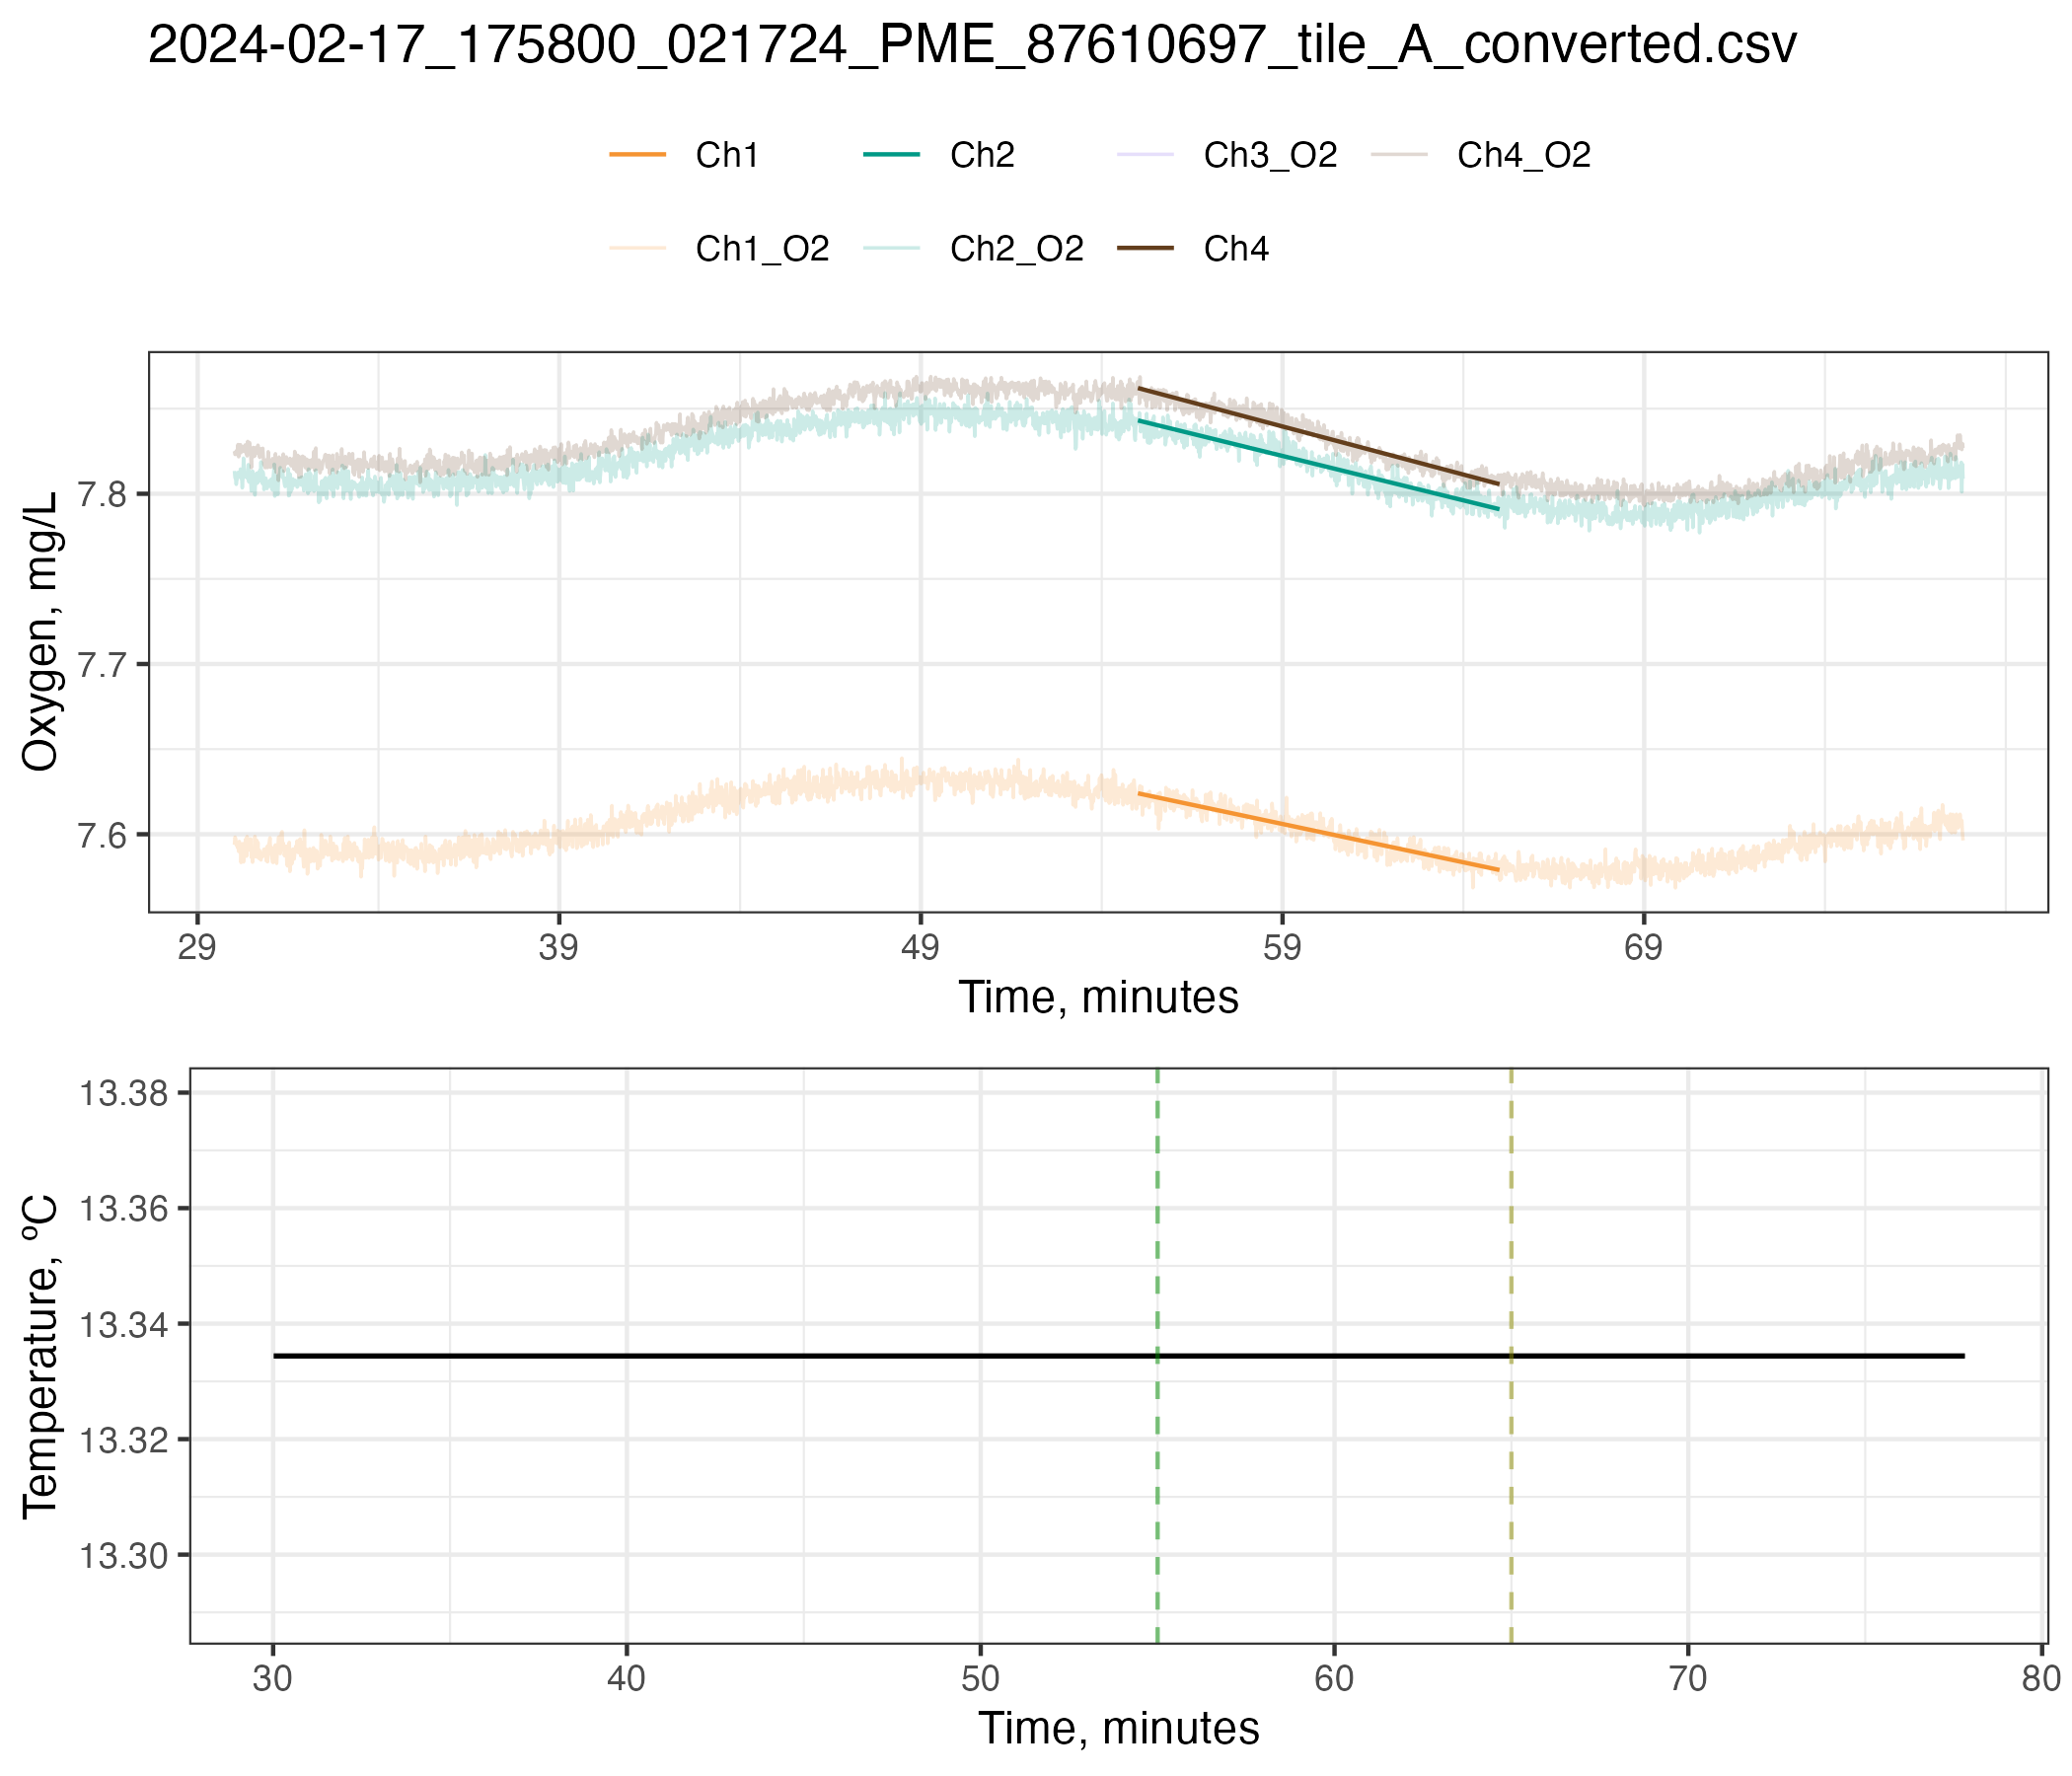 2024-02-17_175800_021724_PME_87610697_tile_A_converted.csv
Ch1 Ch2 Ch3_O2 Ch4_O2
Ch1_O2 Ch2_O2 Ch4
Oxygen, mg/L
7.8
7.7
7.6
29 39 49 59 69
Time, minutes
Temperature, ºC
13.38
13.36
13.34
13.32
13.30
30 40 50 60 70 80
Time, minutes